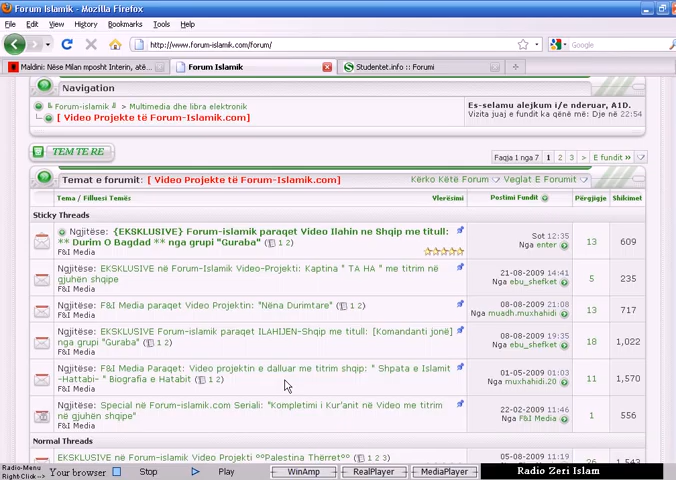 Forum Islamik - Mozilla Firefox
File Edit View History Bookmarks Tools Help
http://www.forum-islamik.com/forum/
Google
Maldini: Nëse Milan mposht Interin, atë...
Forum Islamik
Studentet.info :: Forumi
Navigation
Forum-islamik > Multimedia dhe libra elektronik
[ Video Projekte të Forum-Islamik.com]
Es-selamu alejkum i/e nderuar, A1D.
Vizita juaj e fundit ka qënë më: Dje në 22:54
TEM TE RE
Faqja 1 nga 7 1 2 3 > E fundit »
Temat e forumit: [ Video Projekte të Forum-Islamik.com]
Kërko Këtë Forum Veglat E Forumit
Tema / Filluesi Temës Vlerësimi Postimi Fundit Përgjigje Shikimet
Sticky Threads
Ngjitëse: {EKSKLUSIVE} Forum-islamik paraqet Video Ilahin ne Shqip me titull:
** Durim O Bagdad ** nga grupi "Guraba" ( 1 2)
F&I Media
Sot 12:35
Nga enter
13
609
Ngjitëse: EKSKLUSIVE në Forum-Islamik Video-Projekti: Kaptina " TA HA " me titrim në
gjuhën shqipe
F&I Media
21-08-2009 14:41
Nga ebu_shefket
5
235
Ngjitëse: F&I Media paraqet Video Projektin: "Nëna Durimtare" ( 1 2)
F&I Media
08-08-2009 21:08
Nga muadh.muxhahidi
13
717
Ngjitëse: EKSKLUSIVE Forum-islamik paraqet ILAHIJEN-Shqip me titull: [Komandanti jonë]
nga grupi "Guraba" ( 1 2)
F&I Media
08-08-2009 19:35
Nga ebu_shefket
18
1,022
Ngjitëse: F&I Media Paraqet: Video projektin e dalluar me titrim shqip: " Shpata e Islamit
-Hattabi- " Biografia e Hatabit ( 1 2)
F&I Media
01-05-2009 01:03
Nga muxhahidi.20
11
1,570
Ngjitëse: Special në Forum-islamik.com Seriali: "Kompletimi i Kur'anit në Video me titrim
në gjuhën shqipe"
F&I Media
22-02-2009 11:46
Nga F&I Media
1
556
Normal Threads
EKSKLUSIVE në Forum-islamik Video Projekti ºº Palestina Thërretºº ( 1 2 3)
05-08-2009 11:19
26
1,543
Radio-Menu
Right-Click-->
Your browser Stop Play WinAmp RealPlayer MediaPlayer Radio Zeri Islam